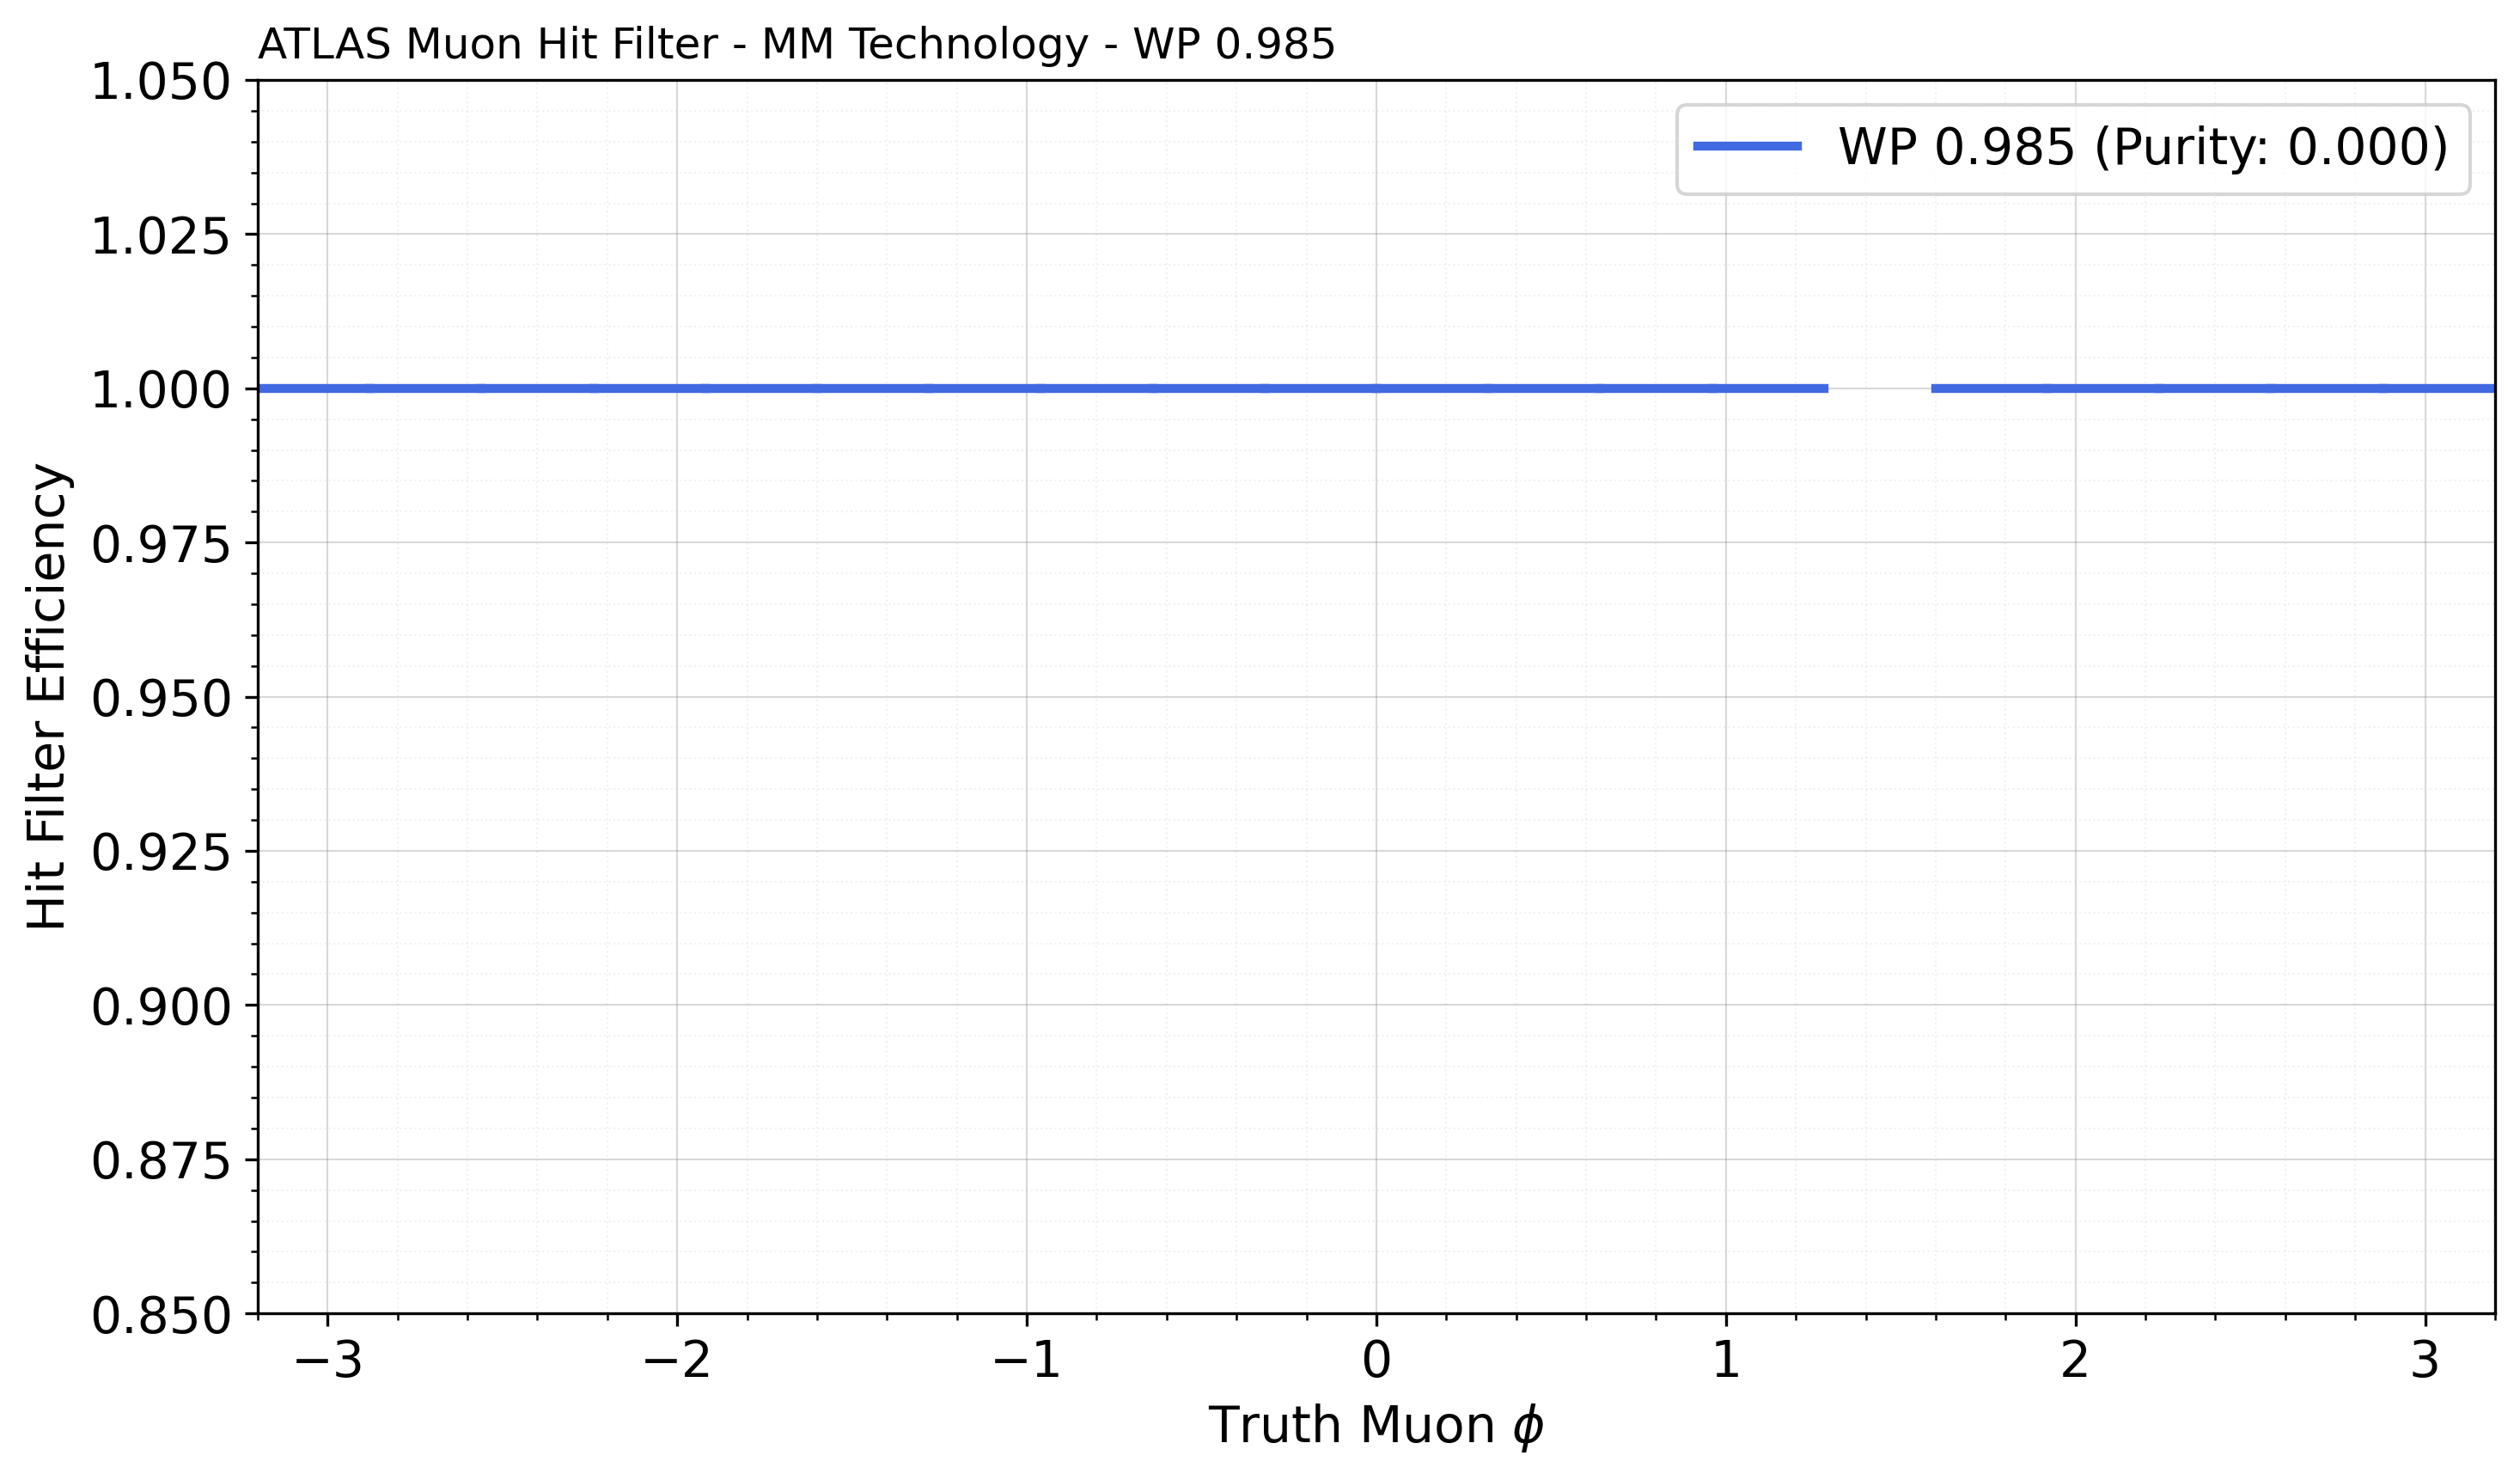 ATLAS Muon Hit Filter - MM Technology - WP 0.985
WP 0.985 (Purity: 0.000)
1.050
1.025
1.000
0.975
0.950
0.925
0.900
0.875
0.850
Hit Filter Efficiency
−3 −2 −1 0 1 2 3
Truth Muon ϕ